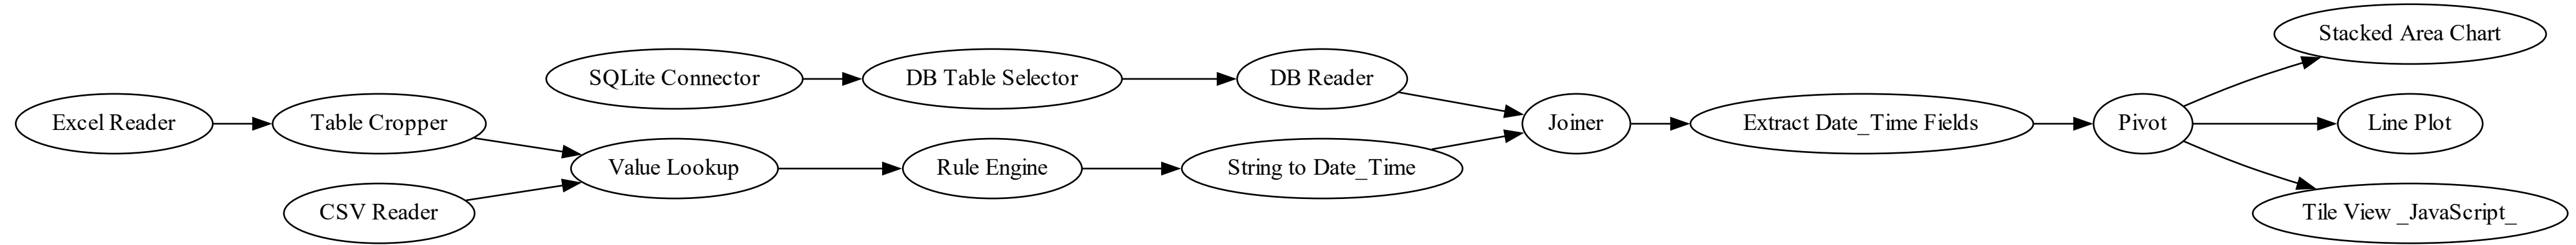 Excel Reader
Table Cropper
CSV Reader
SQLite Connector
Value Lookup
DB Table Selector
Rule Engine
DB Reader
String to Date_Time
Joiner
Extract Date_Time Fields
Pivot
Stacked Area Chart
Line Plot
Tile View _JavaScript_